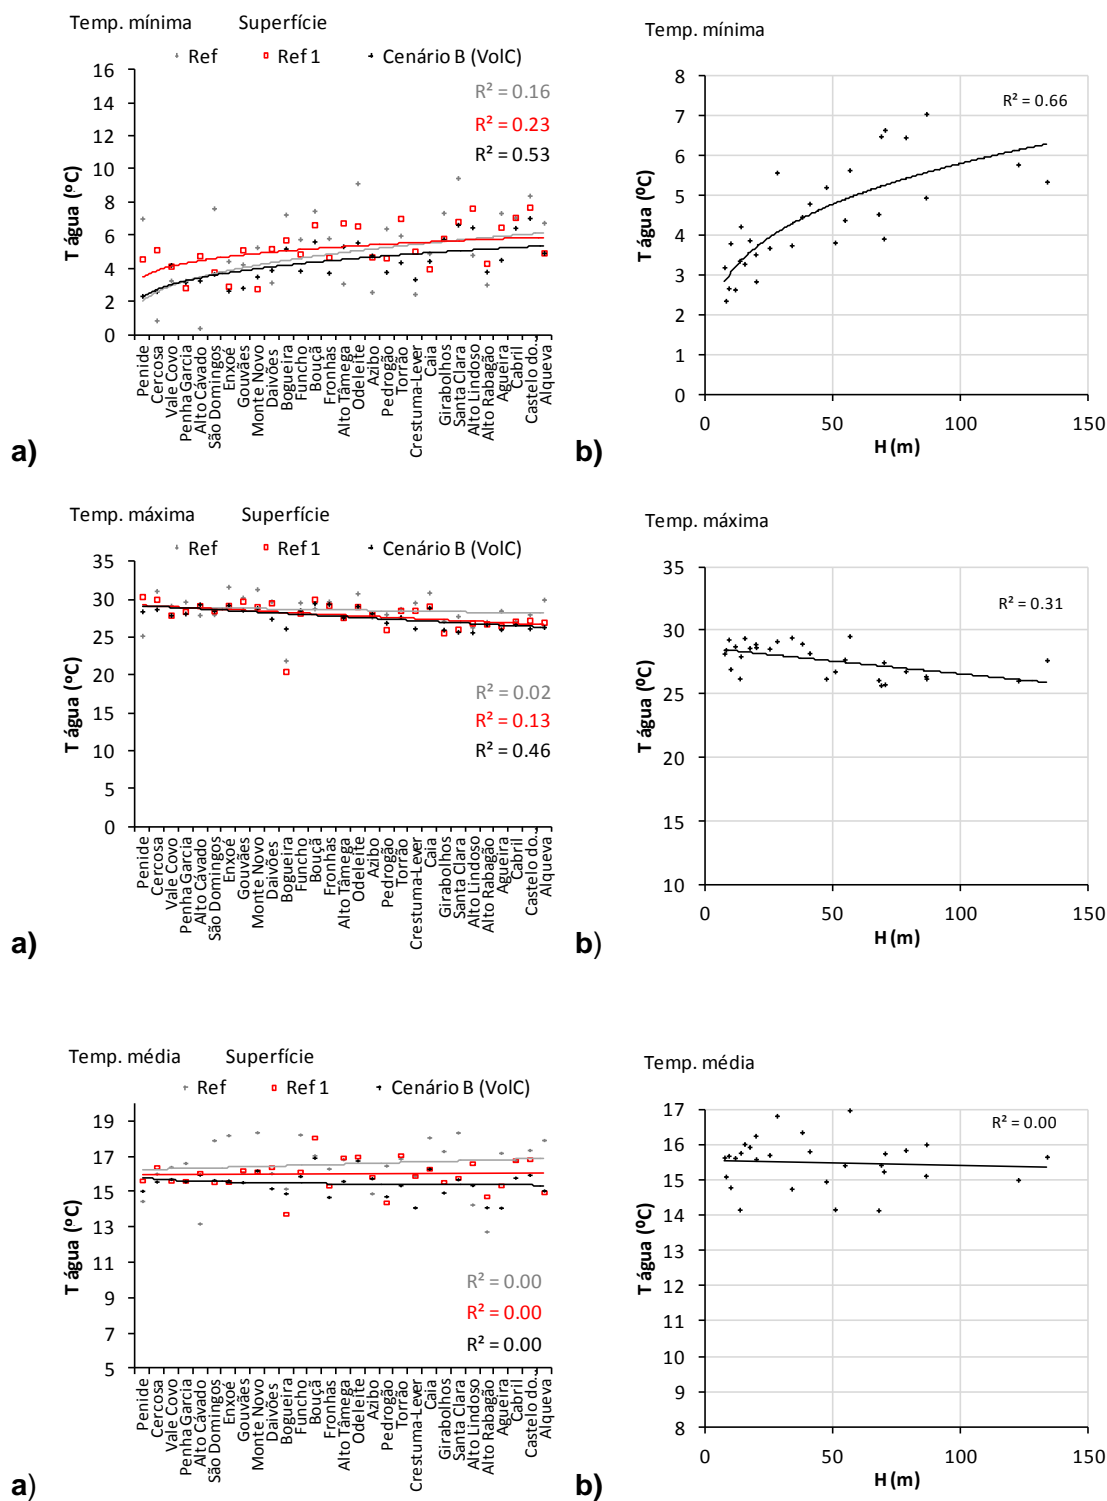 Temp. mínima Superfície
Ref Ref 1 Cenário B (VolC)
16
14
12
10
8
6
4
2
0
T água (ºC)
R² = 0.16
R² = 0.23
R² = 0.53
Penide
Cercosa
Vale Covo
Penha Garcia
Alto Cávado
São Domingos
Enxoé
Gouvães
Monte Novo
Daivões
Bogueira
Funcho
Bouçã
Fronhas
Alto Tâmega
Odeleite
Azibo
Pedrogão
Torrão
Crestuma-Lever
Caia
Girabolhos
Santa Clara
Alto Lindoso
Alto Rabagão
Agueira
Cabril
Castelo do..
Alqueva
a)
Temp. mínima
8
7
6
5
4
3
2
1
0
T água (ºC)
R² = 0.66
0 50 100 150
H (m)
b)
Temp. máxima Superfície
Ref Ref 1 Cenário B (VolC)
35
30
25
20
15
10
5
0
T água (ºC)
R² = 0.02
R² = 0.13
R² = 0.46
Penide
Cercosa
Vale Covo
Penha Garcia
Alto Cávado
São Domingos
Enxoé
Gouvães
Monte Novo
Daivões
Bogueira
Funcho
Bouçã
Fronhas
Alto Tâmega
Odeleite
Azibo
Pedrogão
Torrão
Crestuma-Lever
Caia
Girabolhos
Santa Clara
Alto Lindoso
Alto Rabagão
Agueira
Cabril
Castelo do..
Alqueva
a)
Temp. máxima
35
30
25
20
15
10
T água (ºC)
R² = 0.31
0 50 100 150
H (m)
b)
Temp. média Superfície
Ref Ref 1 Cenário B (VolC)
19
17
15
13
11
9
7
5
T água (ºC)
R² = 0.00
R² = 0.00
R² = 0.00
Penide
Cercosa
Vale Covo
Penha Garcia
Alto Cávado
São Domingos
Enxoé
Gouvães
Monte Novo
Daivões
Bogueira
Funcho
Bouçã
Fronhas
Alto Tâmega
Odeleite
Azibo
Pedrogão
Torrão
Crestuma-Lever
Caia
Girabolhos
Santa Clara
Alto Lindoso
Alto Rabagão
Agueira
Cabril
Castelo do..
Alqueva
a)
Temp. média
17
16
15
14
13
12
11
10
9
8
T água (ºC)
R² = 0.00
0 50 100 150
H (m)
b)